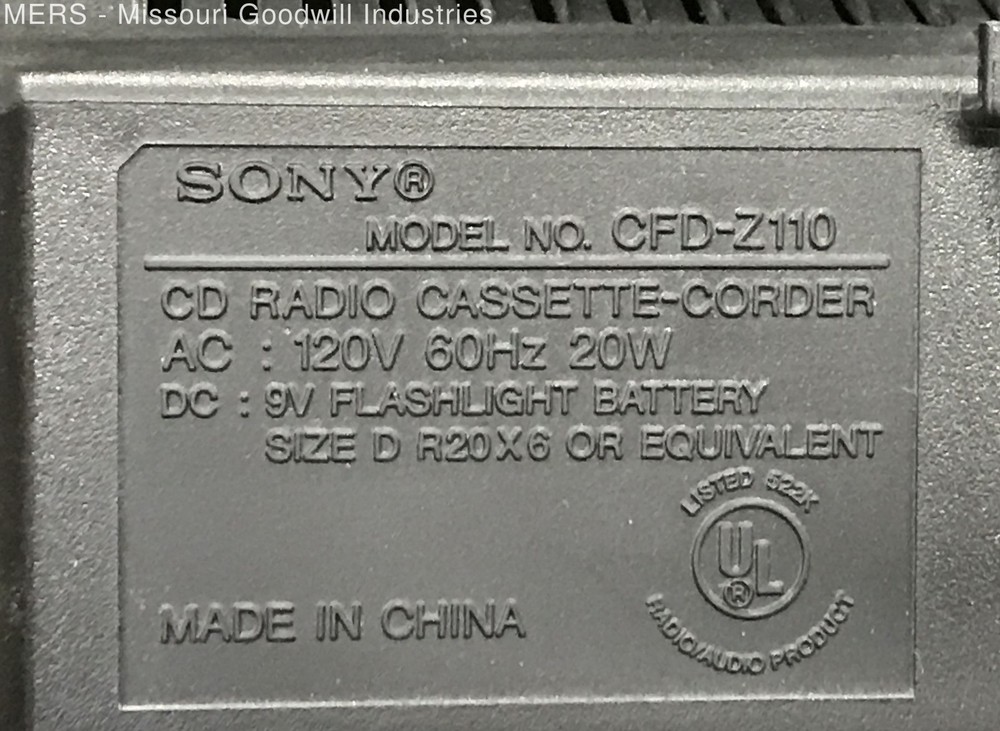 MERS - Missouri Goodwill Industries
SONY®
MODEL NO. CFD-Z110
CD RADIO CASSETTE-CORDER
AC : 120V 60Hz 20W
DC : 9V FLASHLIGHT BATTERY
SIZE D R20X6 OR EQUIVALENT
LISTED 522K
UL®
RADIO/AUDIO PRODUCT
MADE IN CHINA